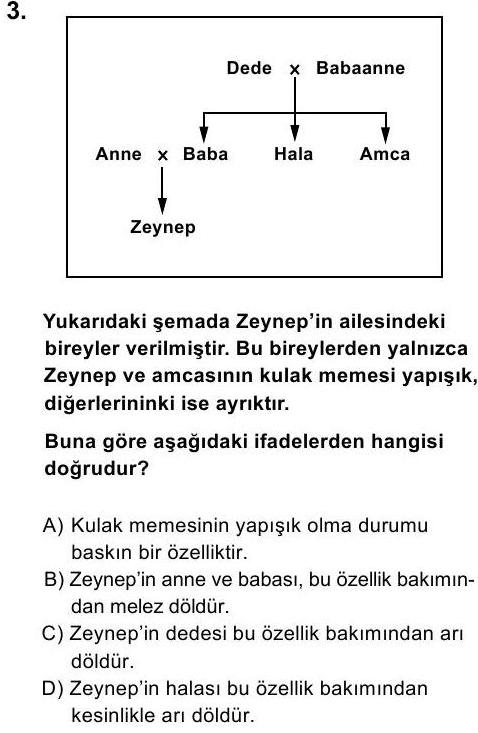 3.
Dede x Babaanne
Anne x Baba Hala Amca
Zeynep
Yukarıdaki şemada Zeynep'in ailesindeki
bireyler verilmiştir. Bu bireylerden yalnızca
Zeynep ve amcasının kulak memesi yapışık,
diğerlerininki ise ayrıktır.
Buna göre aşağıdaki ifadelerden hangisi
doğrudur?
A) Kulak memesinin yapışık olma durumu
baskın bir özelliktir.
B) Zeynep'in anne ve babası, bu özellik bakımın-
dan melez döldür.
C) Zeynep'in dedesi bu özellik bakımından arı
döldür.
D) Zeynep'in halası bu özellik bakımından
kesinlikle arı döldür.